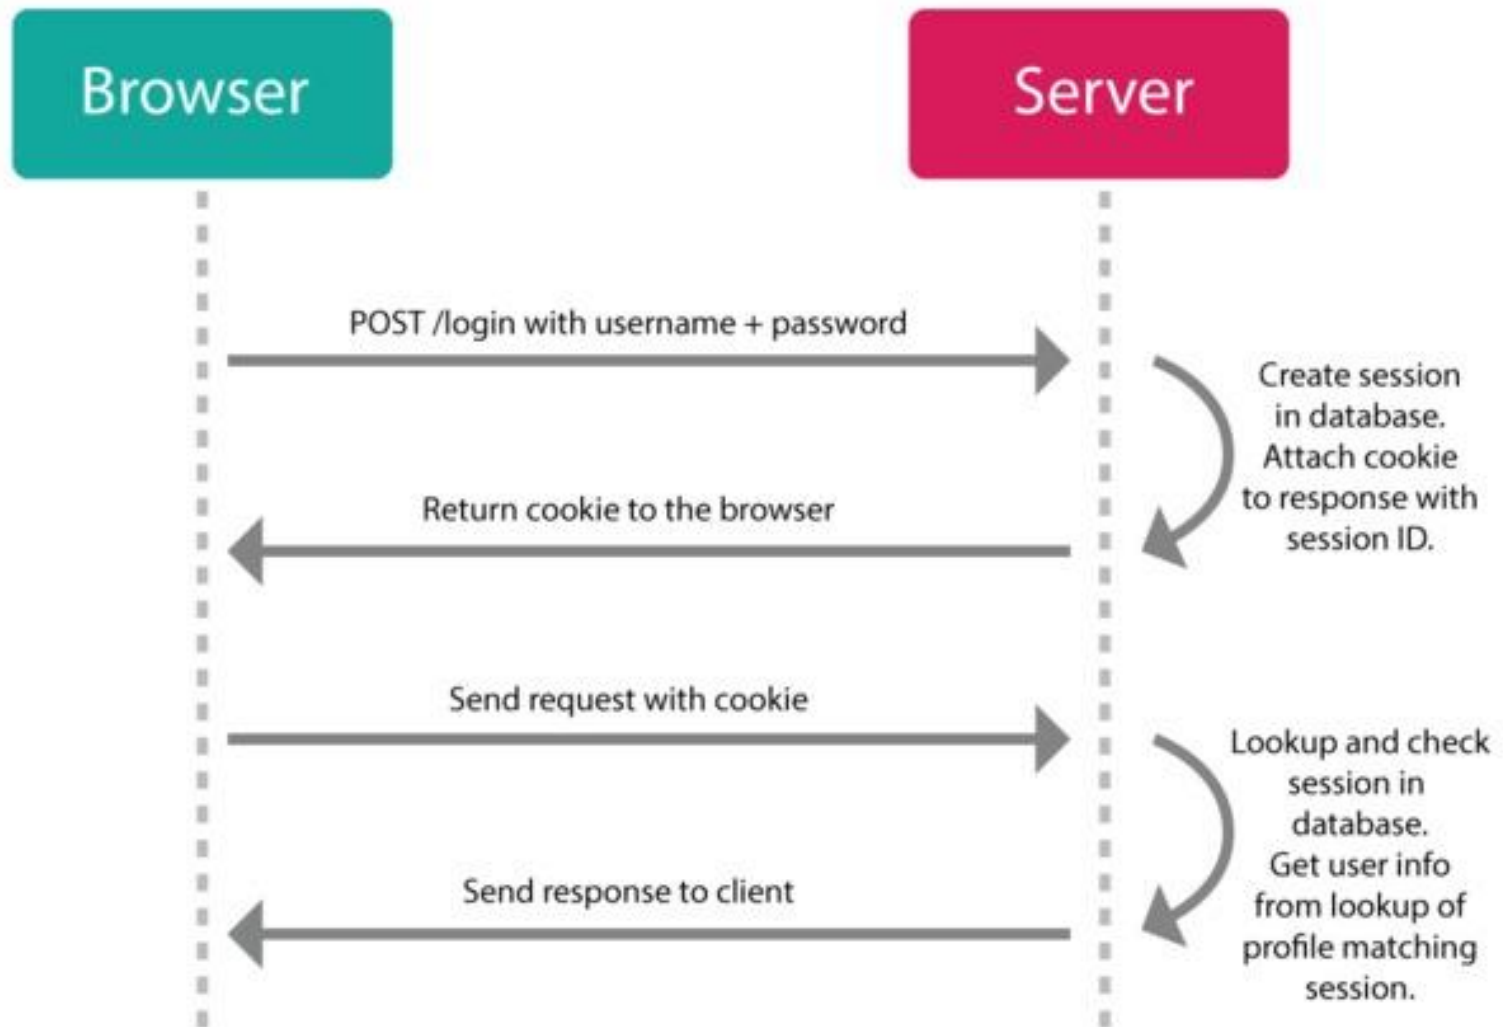 Browser
Server
POST /login with username + password
Create session
in database.
Attach cookie
to response with
session ID.
Return cookie to the browser
Send request with cookie
Lookup and check
session in
database.
Get user info
from lookup of
profile matching
session.
Send response to client